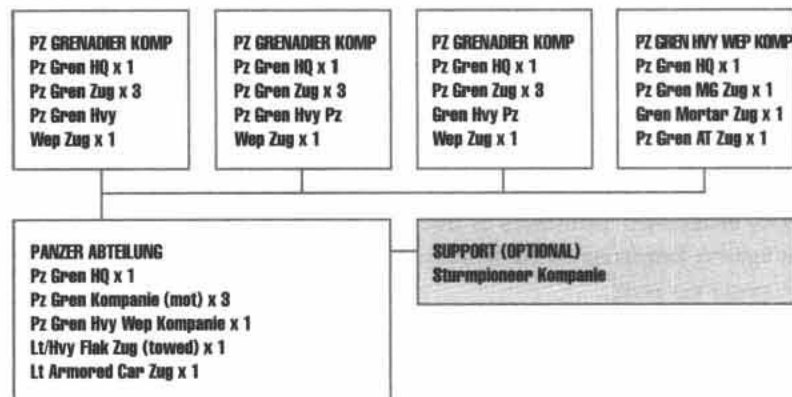 PZ GRENADIER KOMP
Pz Gren HQ x 1
Pz Gren Zug x 3
Pz Gren Hvy
Wep Zug x 1
PZ GRENADIER KOMP
Pz Gren HQ x 1
Pz Gren Zug x 3
Pz Gren Hvy Pz
Wep Zug x 1
PZ GRENADIER KOMP
Pz Gren HQ x 1
Pz Gren Zug x 3
Gren Hvy Pz
Wep Zug x 1
PZ GREN HVY WEP KOMP
Pz Gren HQ x 1
Pz Gren MG Zug x 1
Gren Mortar Zug x 1
Pz Gren AT Zug x 1
PANZER ABTEILUNG
Pz Gren HQ x 1
Pz Gren Kompanie (mot) x 3
Pz Gren Hvy Wep Kompanie x 1
Lt/Hvy Flak Zug (towed) x 1
Lt Armored Car Zug x 1
SUPPORT (OPTIONAL)
Sturmpioneer Kompanie